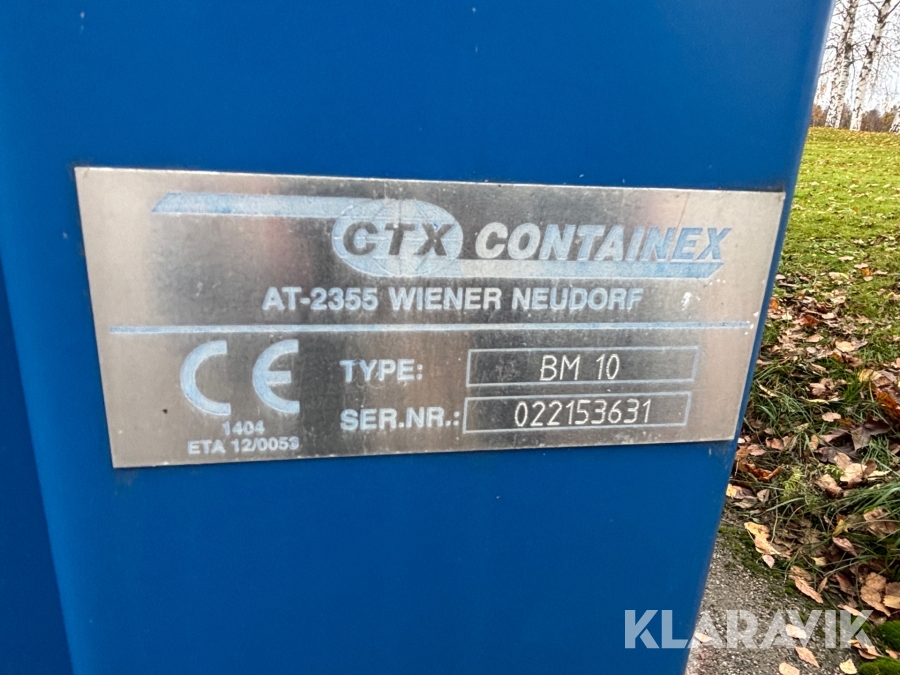 CTX CONTAINEX
AT-2355 WIENER NEUDORF
CE
TYPE: BM 10
SER.NR.: 022153631
1404
ETA 12/0053
KLARAVIK